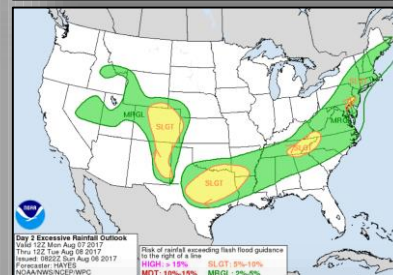 MRGL
SLGT
SLGT
SLGT
MRGL
Day 2 Excessive Rainfall Outlook
Valid 12Z Mon Aug 07 2017
Thru 12Z Tue Aug 08 2017
Issued: 0822Z Sun Aug 06 2017
Forecaster: HAYES
NOAA/NWS/NCEP/WPC
Risk of rainfall exceeding flash flood guidance
to the right of a line
HIGH: > 15% SLGT: 5%-10%
MDT: 10%-15% MRGL: 2%-5%